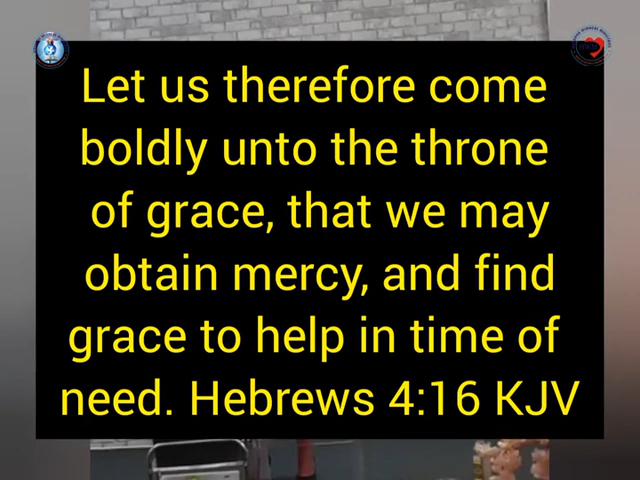 Let us therefore come
boldly unto the throne
of grace, that we may
obtain mercy, and find
grace to help in time of
need. Hebrews 4:16 KJV